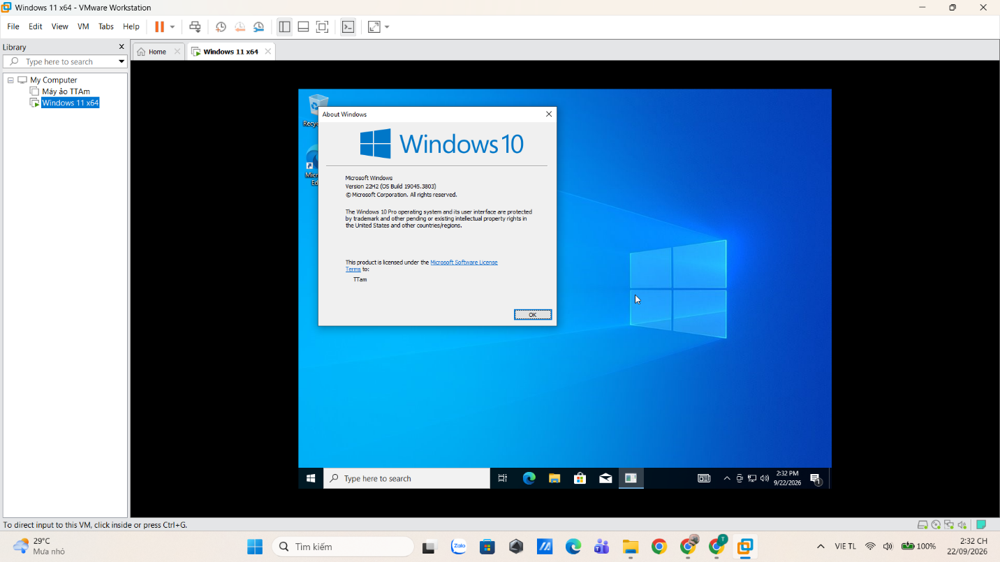 Windows 11 x64 - VMware Workstation
File Edit View VM Tabs Help
Library
Type here to search
My Computer
Máy ảo TTAm
Windows 11 x64
Home
Windows 11 x64
About Windows
Windows 10
Microsoft Windows
Version 22H2 (OS Build 19045.3803)
© Microsoft Corporation. All rights reserved.
The Windows 10 Pro operating system and its user interface are protected
by trademark and other pending or existing intellectual property rights in
the United States and other countries/regions.
This product is licensed under the Microsoft Software License
Terms to:
TTam
OK
Recyc
Micr
Ed
Type here to search
2:32 PM
9/22/2026
1
To direct input to this VM, click inside or press Ctrl+G.
29°C
Mưa nhỏ
Tìm kiếm
Zalo
VIE TL
100%
2:32 CH
22/09/2026